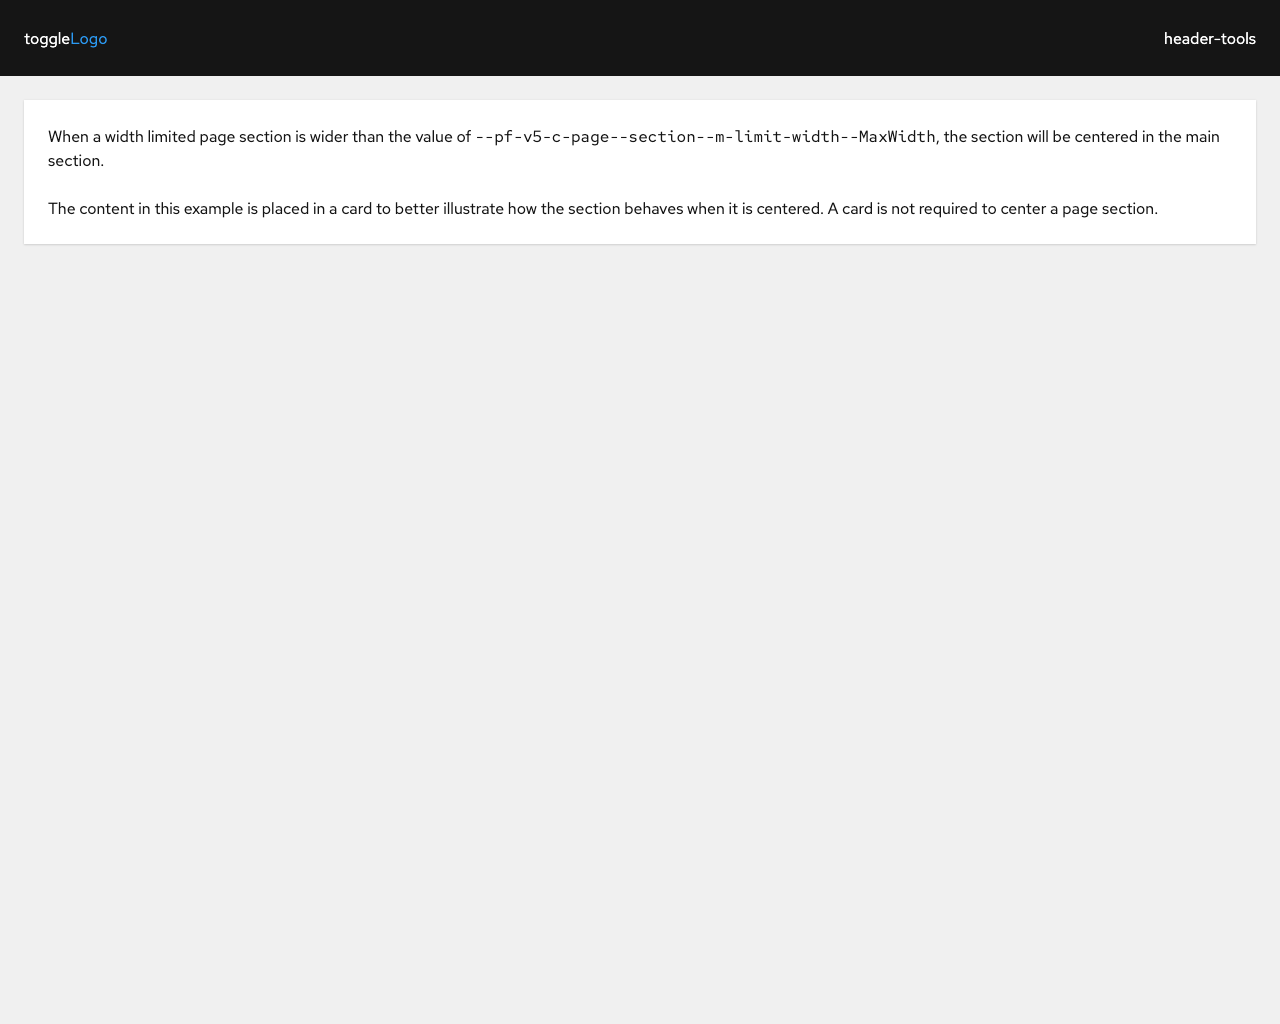 toggleLogo
header-tools
When a width limited page section is wider than the value of --pf-v5-c-page--section--m-limit-width--MaxWidth, the section will be centered in the main
section.
The content in this example is placed in a card to better illustrate how the section behaves when it is centered. A card is not required to center a page section.